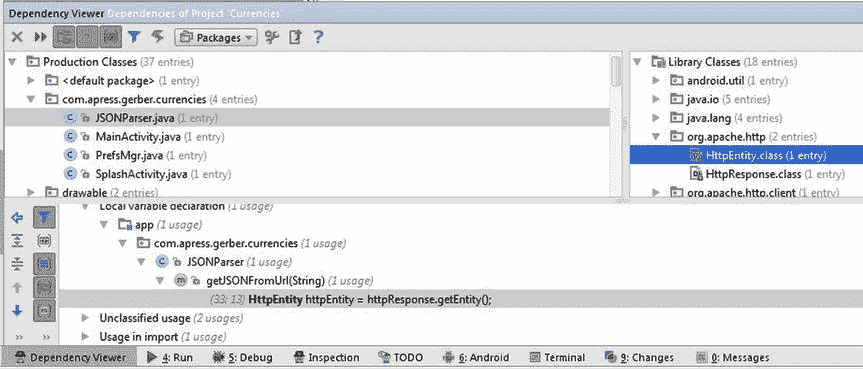 Dependency Viewer Dependencies of Project 'Currencies'
Packages
Production Classes (37 entries)
<default package> (1 entry)
com.apress.gerber.currencies (4 entries)
JSONParser.java (1 entry)
MainActivity.java (1 entry)
PrefsMgr.java (1 entry)
SplashActivity.java (1 entry)
drawable (2 entries)
Library Classes (18 entries)
android.util (1 entry)
java.io (5 entries)
java.lang (4 entries)
org.apache.http (2 entries)
HttpEntity.class (1 entry)
HttpResponse.class (1 entry)
org.apache.http.client (1 entry)
Local variable declaration (1 usage)
app (1 usage)
com.apress.gerber.currencies (1 usage)
JSONParser (1 usage)
getJSONFromUrl(String) (1 usage)
(33: 13) HttpEntity httpEntity = httpResponse.getEntity();
Unclassified usage (2 usages)
Usage in import (1 usage)
Dependency Viewer 4: Run 5: Debug Inspection TODO 6: Android Terminal 9: Changes 0: Messages